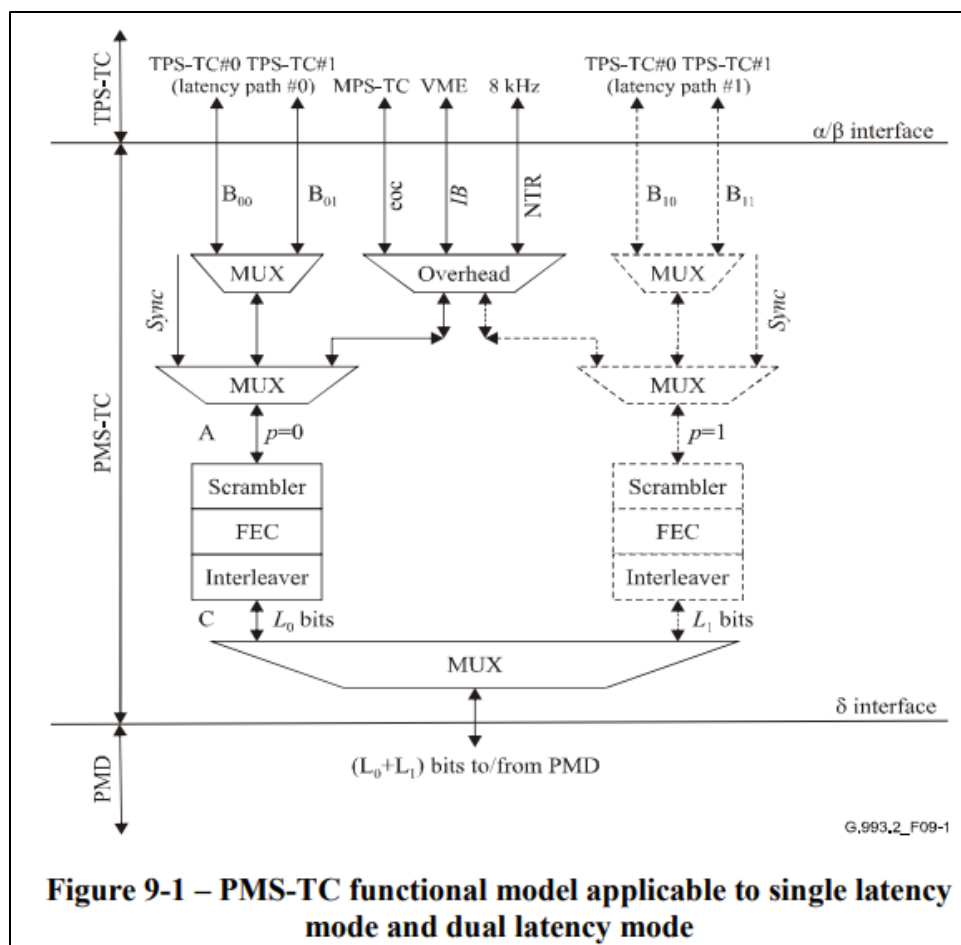 TPS-TC
TPS-TC#0 TPS-TC#1
(latency path #0)
MPS-TC
VME
8 kHz
TPS-TC#0 TPS-TC#1
(latency path #1)
α/β interface
PMS-TC
B00
B01
eoc
IB
NTR
B10
B11
MUX
Overhead
MUX
Sync
Sync
MUX
MUX
A
p=0
p=1
Scrambler
FEC
Interleaver
Scrambler
FEC
Interleaver
C
L0 bits
L1 bits
MUX
δ interface
PMD
(L0+L1) bits to/from PMD
G.993.2_F09-1
Figure 9-1 – PMS-TC functional model applicable to single latency
mode and dual latency mode